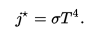 j⋆ = σT⁴.